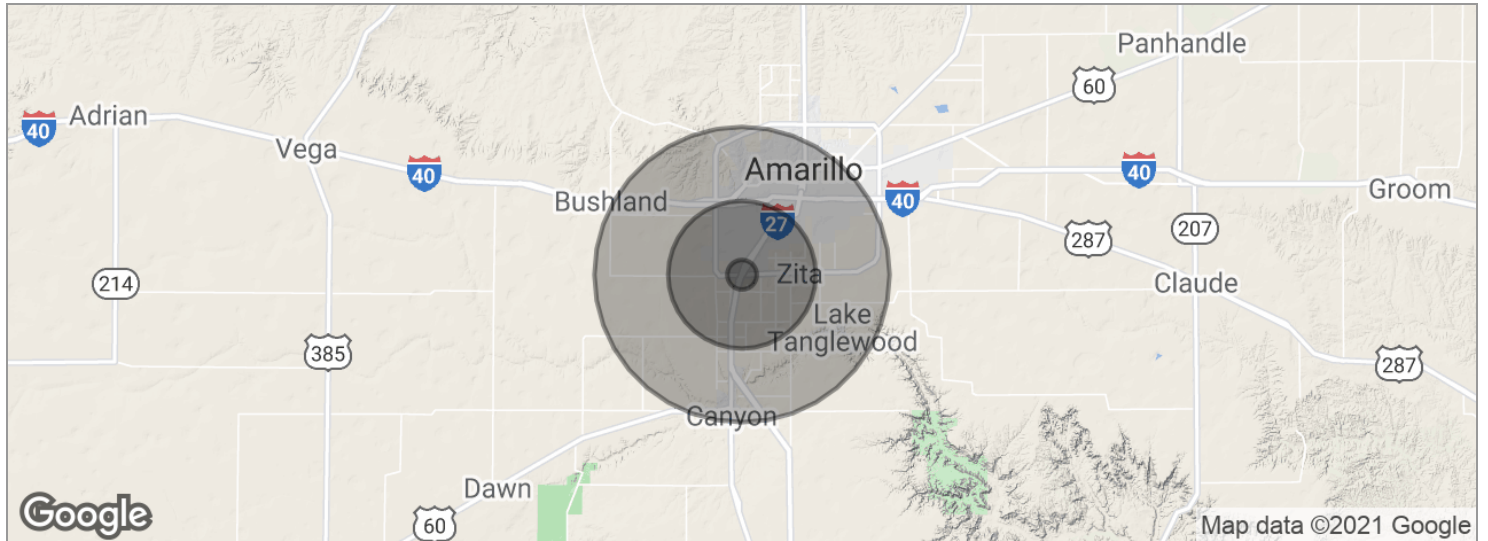 Panhandle
60
Adrian
40
Vega
40
Amarillo
40
Bushland
40
Groom
27
207
287
214
Zita
Claude
Lake
Tanglewood
385
287
Canyon
Dawn
60
Google
Map data ©2021 Google